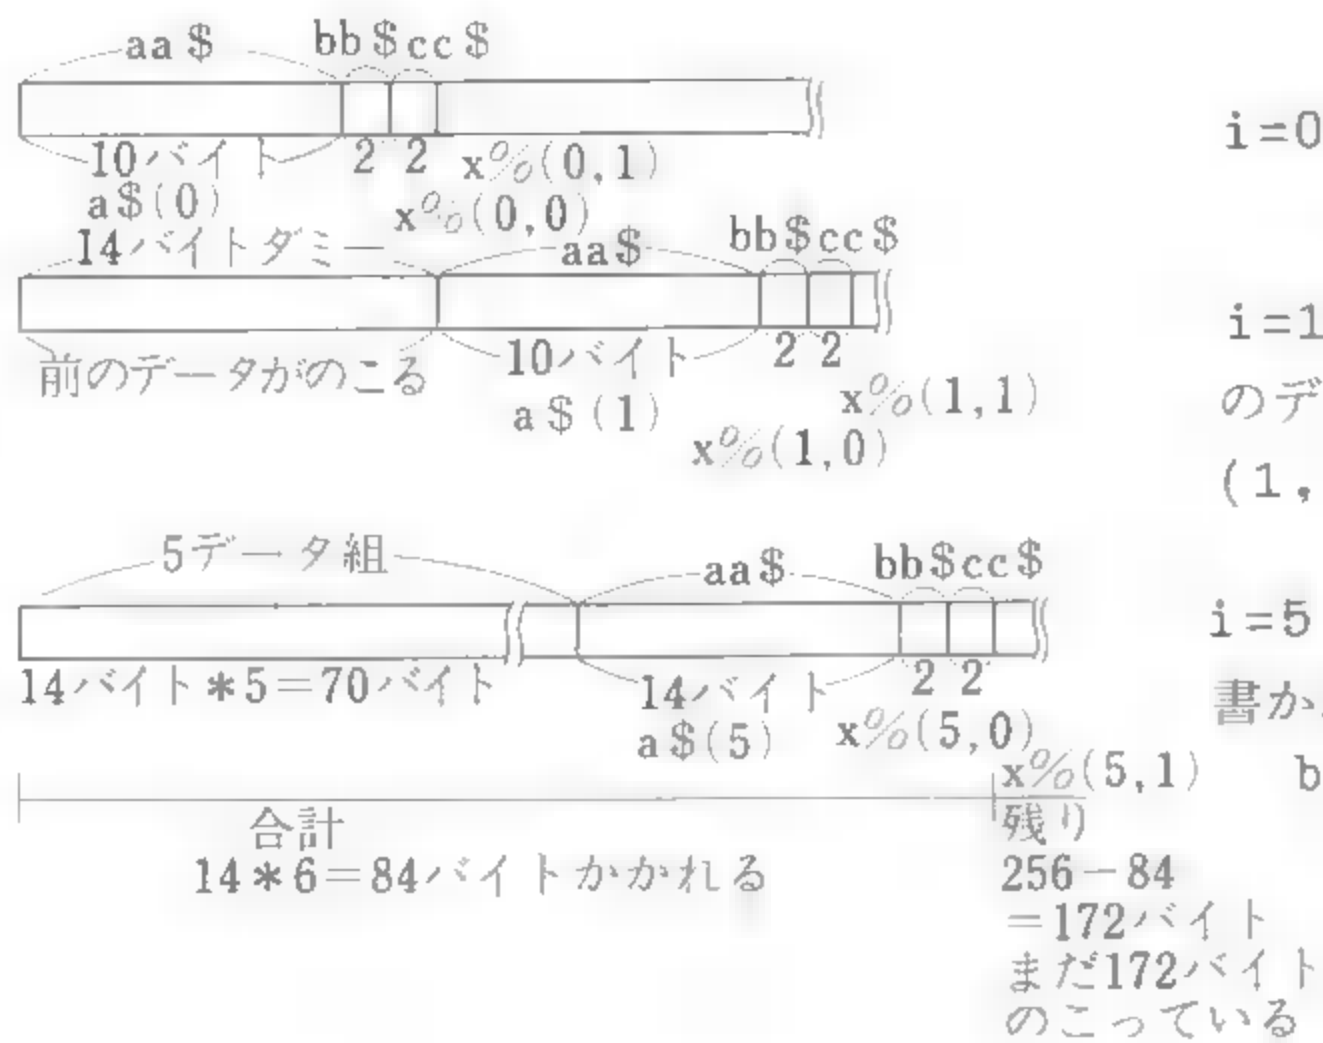 aa$ bb$cc$
i=0
10バイト 2 2 x%(0,1)
a$(0) x%(0,0)
14バイトダミー aa$ bb$cc$
i=1
前のデータがのこる 10バイト 2 2
のデ
a$(1) x%(1,1)
x%(1,0)
(1,
5データ組 aa$ bb$cc$
i=5
14バイト*5=70バイト 14バイト 2 2
書か
a$(5) x%(5,0)
x%(5,1) b
合計 残り
14*6=84バイトかかれる 256-84
=172バイト
まだ172バイト
のこっている